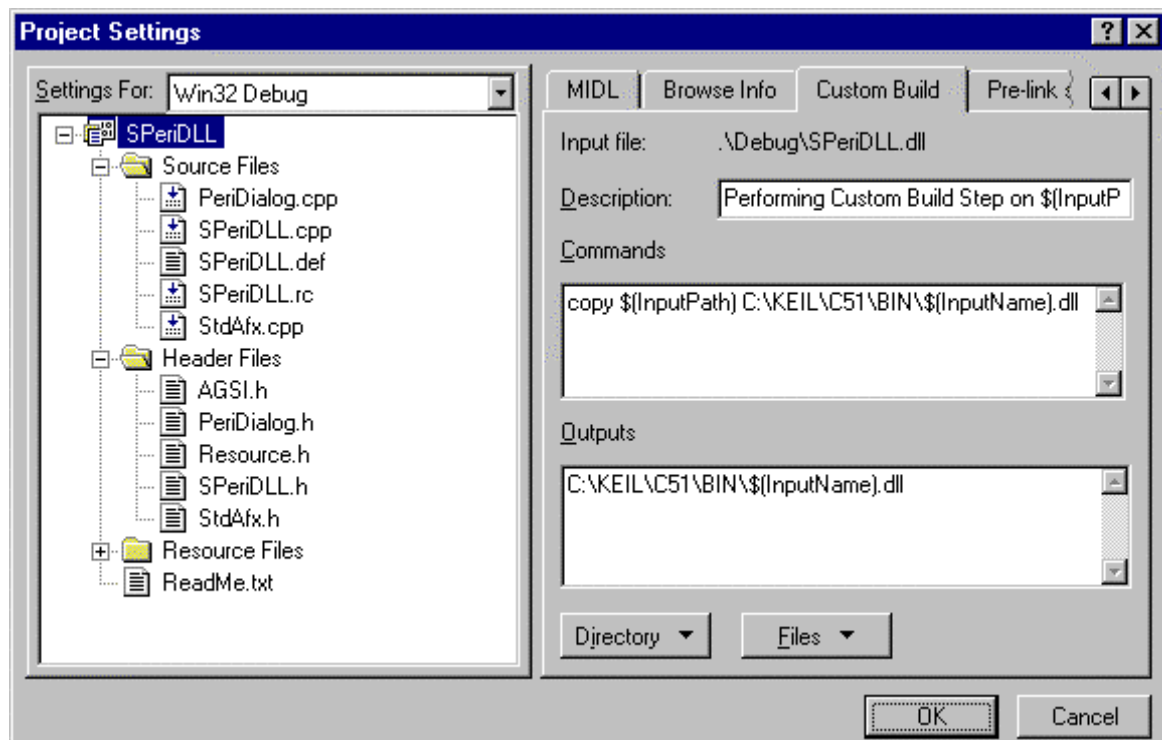 Project Settings
Settings For: Win32 Debug
SPeriDLL
Source Files
PeriDialog.cpp
SPeriDLL.cpp
SPeriDLL.def
SPeriDLL.rc
StdAfx.cpp
Header Files
AGSI.h
PeriDialog.h
Resource.h
SPeriDLL.h
StdAfx.h
Resource Files
ReadMe.txt
MIDL Browse Info Custom Build Pre-link
Input file: .\Debug\SPeriDLL.dll
Description: Performing Custom Build Step on $(InputP
Commands
copy $(InputPath) C:\KEIL\C51\BIN\$(InputName).dll
Outputs
C:\KEIL\C51\BIN\$(InputName).dll
Directory Files
OK Cancel